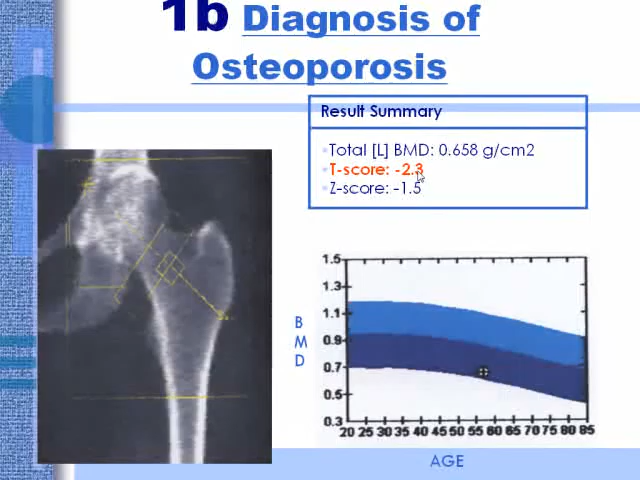 1b Diagnosis of
Osteoporosis
Result Summary
Total [L] BMD: 0.658 g/cm2
T-score: -2.3
Z-score: -1.5
1.5
1.3
1.1
0.9
0.7
0.5
0.3
B
M
D
20 25 30 35 40 45 50 55 60 65 70 75 80 85
AGE